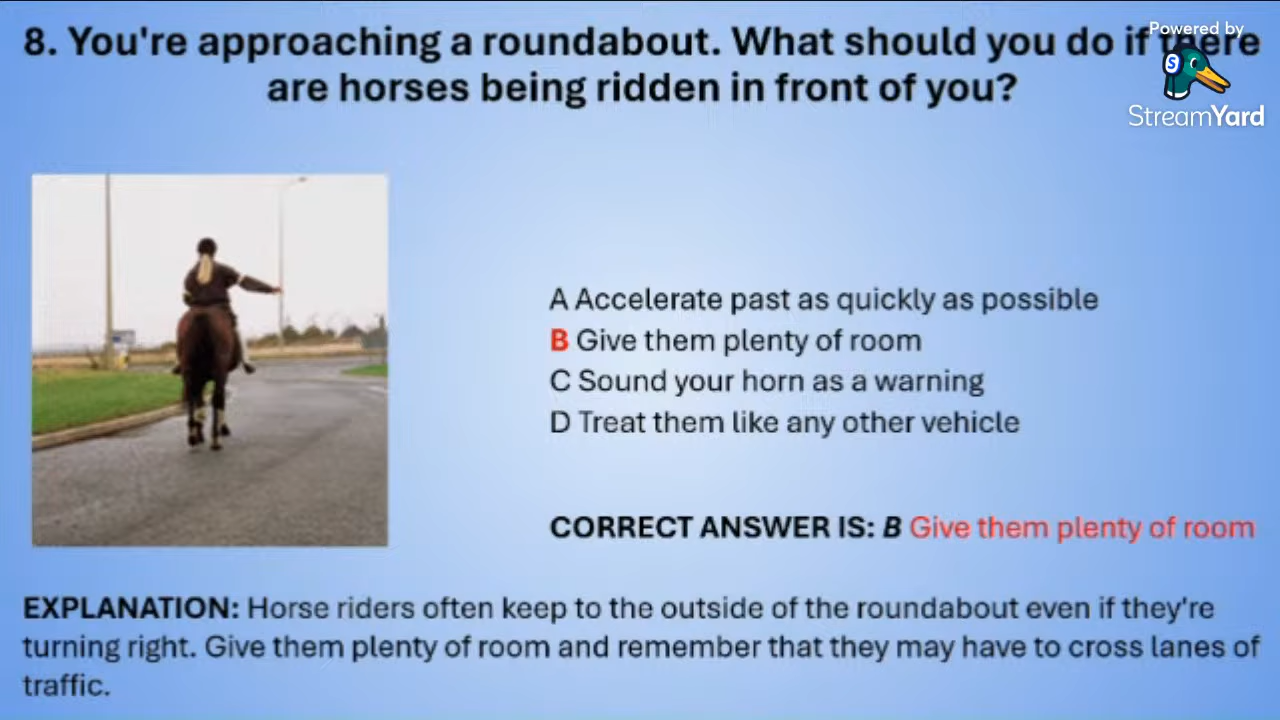 8. You're approaching a roundabout. What should you do if there
are horses being ridden in front of you?
Powered by
StreamYard
A Accelerate past as quickly as possible
B Give them plenty of room
C Sound your horn as a warning
D Treat them like any other vehicle
CORRECT ANSWER IS: B Give them plenty of room
EXPLANATION: Horse riders often keep to the outside of the roundabout even if they're
turning right. Give them plenty of room and remember that they may have to cross lanes of
traffic.